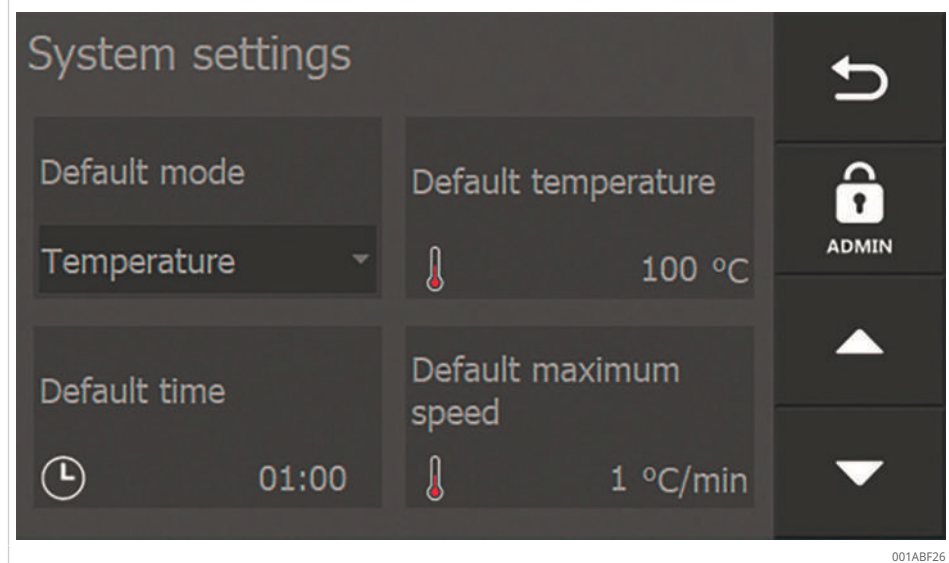 System settings
Default mode
Temperature
Default temperature
100 °C
Default time
01:00
Default maximum
speed
1 °C/min
ADMIN
001ABF26